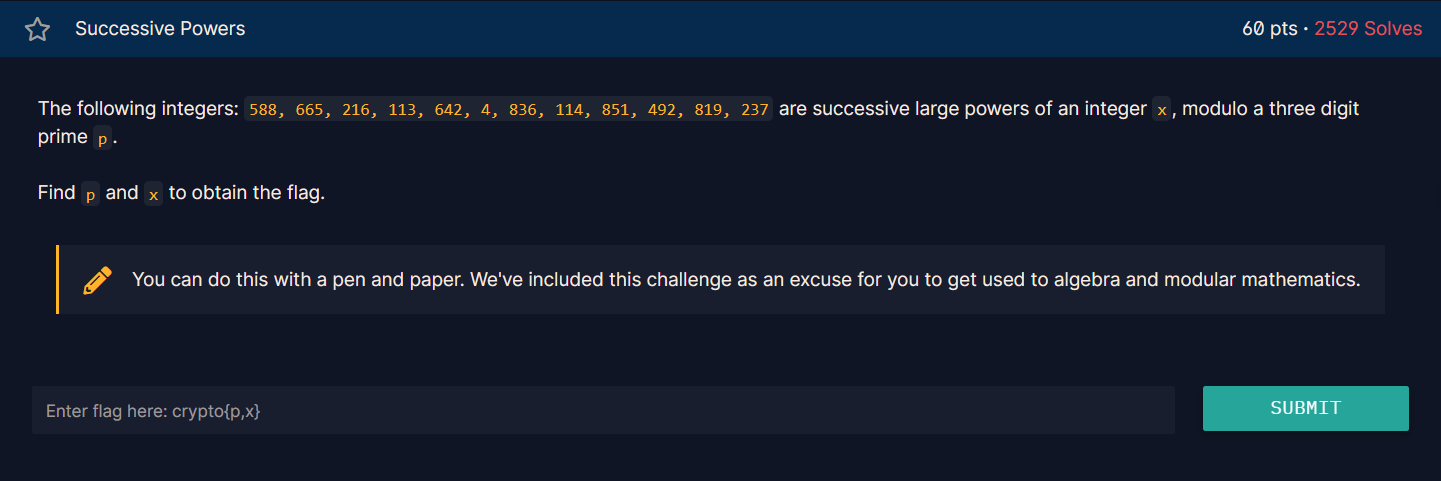 Successive Powers
60 pts · 2529 Solves
The following integers: 588, 665, 216, 113, 642, 4, 836, 114, 851, 492, 819, 237 are successive large powers of an integer x, modulo a three digit
prime p.
Find p and x to obtain the flag.
You can do this with a pen and paper. We've included this challenge as an excuse for you to get used to algebra and modular mathematics.
Enter flag here: crypto{p,x}
SUBMIT